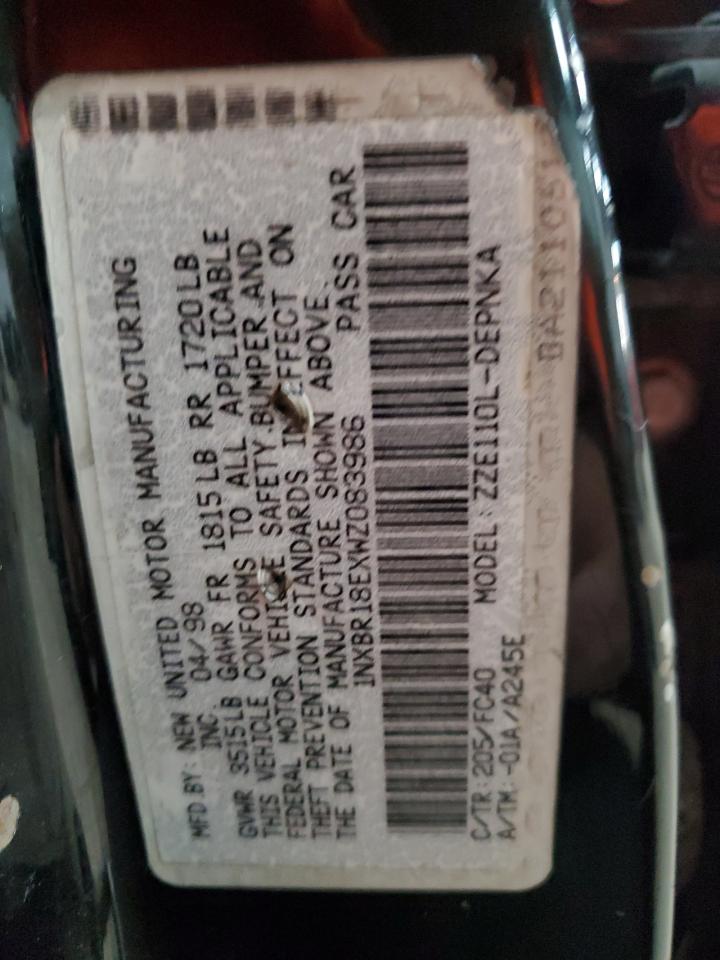 MFD BY: NEW UNITED MOTOR MANUFACTURING
INC. 04/98
GVWR 3515LB GAWR FR 1815LB RR 1720LB
THIS VEHICLE CONFORMS TO ALL APPLICABLE
FEDERAL MOTOR VEHICLE SAFETY.BUMPER.AND
THEFT PREVENTION STANDARDS IN EFFECT ON
THE DATE OF MANUFACTURE SHOWN ABOVE.
1NXBR18EXWZ083986 PASS CAR
C/TR: 205/FC40 MODEL: ZZE110L-DEPNKA
A/TM: -01A/A245E